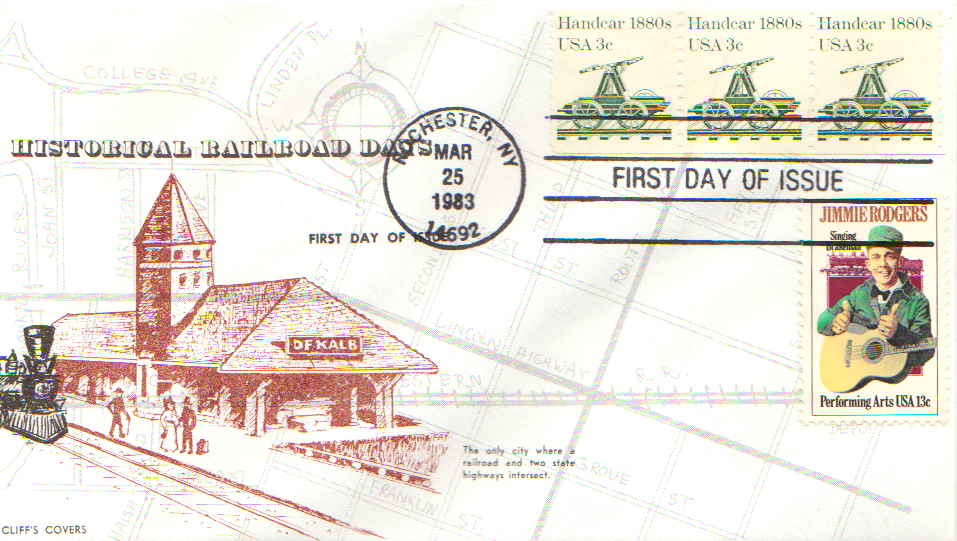 Handcar 1880s
USA 3c
Handcar 1880s
USA 3c
Handcar 1880s
USA 3c
LINDEN PL.
COLLEGE AVE
N
W
HISTORICAL RAILROAD DAYS
ROCHESTER, NY
MAR
25
1983
14692
FIRST DAY OF ISSUE
FIRST DAY OF ISSUE
JOAN ST
JIMMIE RODGERS
Singing
Brakeman
ST.
LINCOLN HIGHWAY
R.R.
DE KALB
Performing Arts USA 13c
The only city where a
railroad and two state
highways intersect.
GROVE ST
FRANKLIN ST.
CLIFF'S COVERS